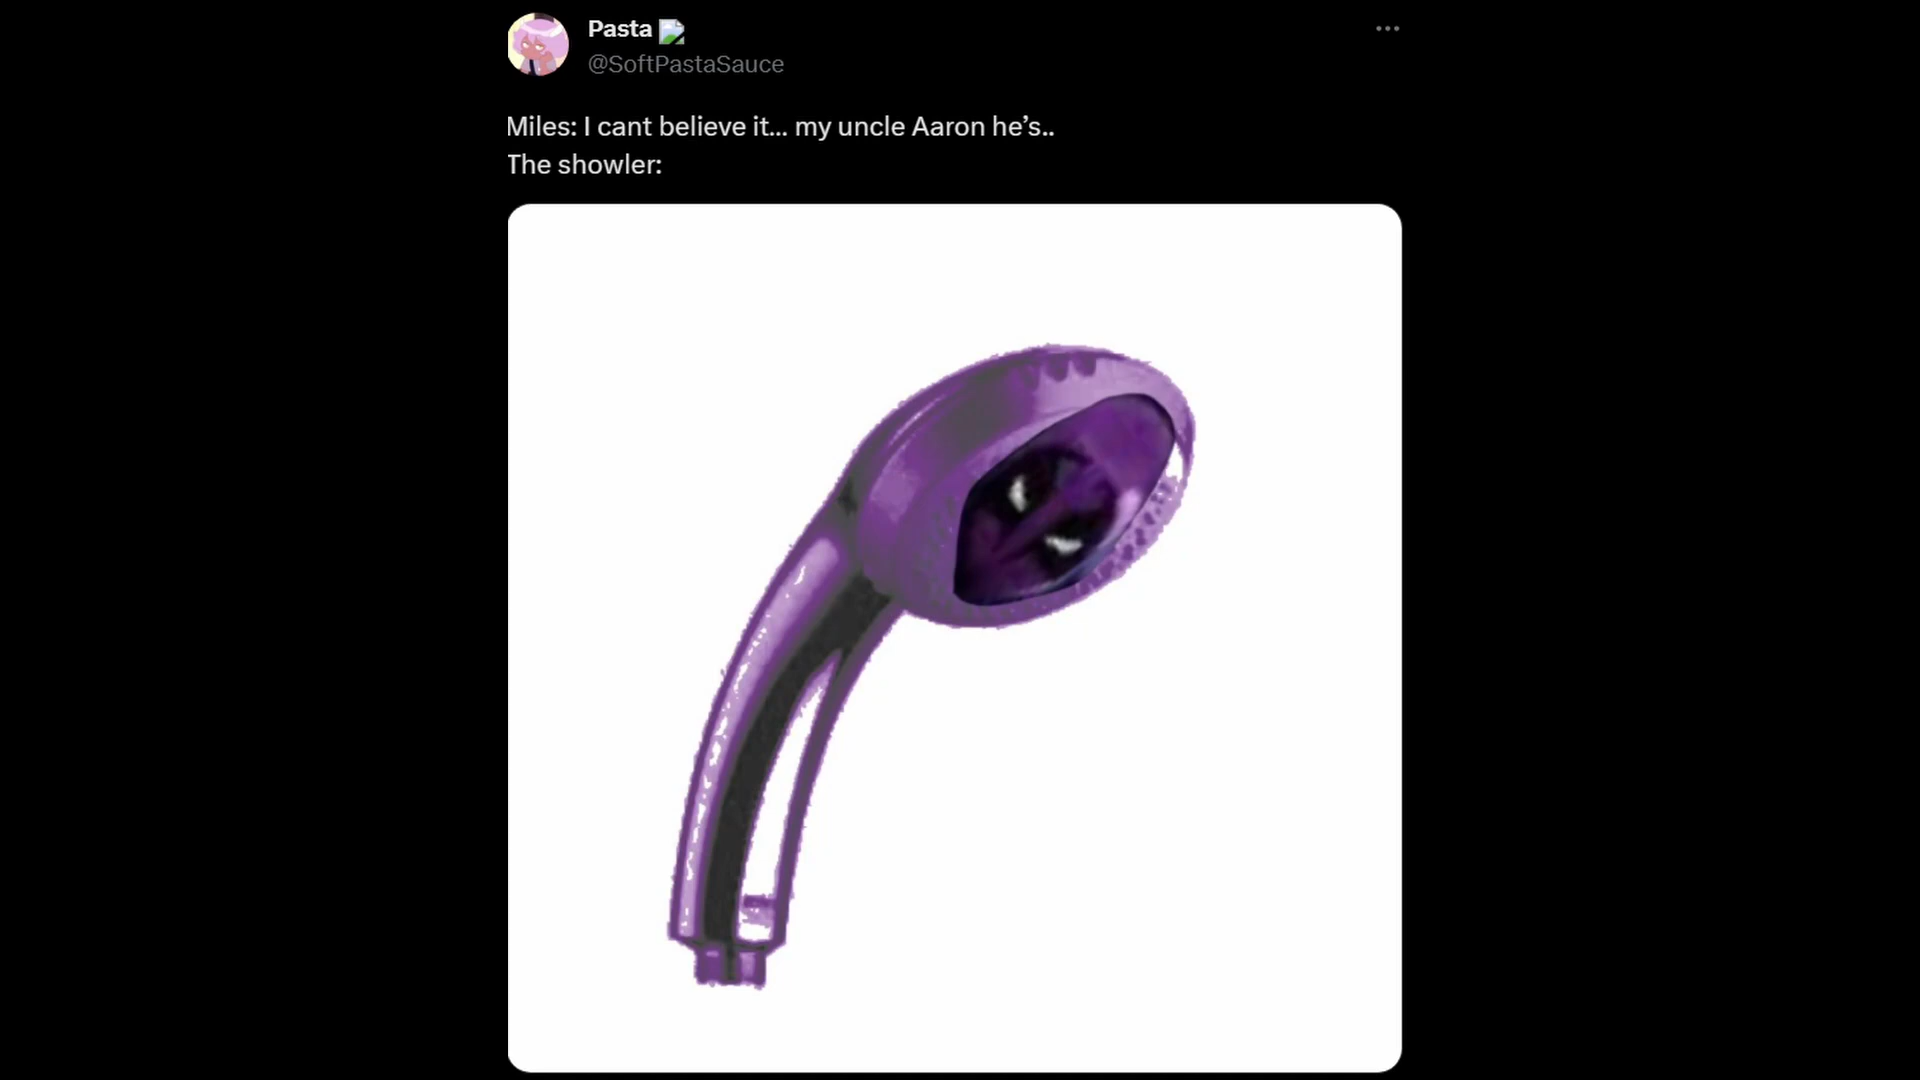 Pasta
@SoftPastaSauce
Miles: I cant believe it... my uncle Aaron he’s..
The showler: